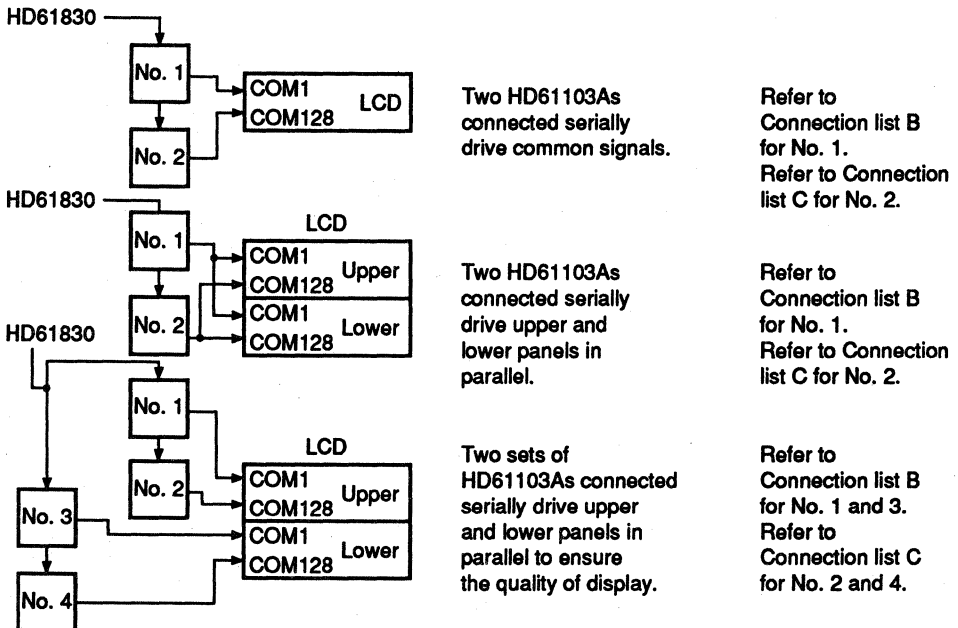 HD61830
No. 1
No. 2
COM1
COM128
LCD
Two HD61103As
connected serially
drive common signals.
Refer to
Connection list B
for No. 1.
Refer to Connection
list C for No. 2.
HD61830
No. 1
No. 2
LCD
COM1
COM128
Upper
COM1
COM128
Lower
Two HD61103As
connected serially
drive upper and
lower panels in
parallel.
Refer to
Connection list B
for No. 1.
Refer to Connection
list C for No. 2.
HD61830
No. 1
No. 2
No. 3
No. 4
LCD
COM1
COM128
Upper
COM1
COM128
Lower
Two sets of
HD61103As connected
serially drive upper
and lower panels in
parallel to ensure
the quality of display.
Refer to
Connection list B
for No. 1 and 3.
Refer to
Connection list C
for No. 2 and 4.